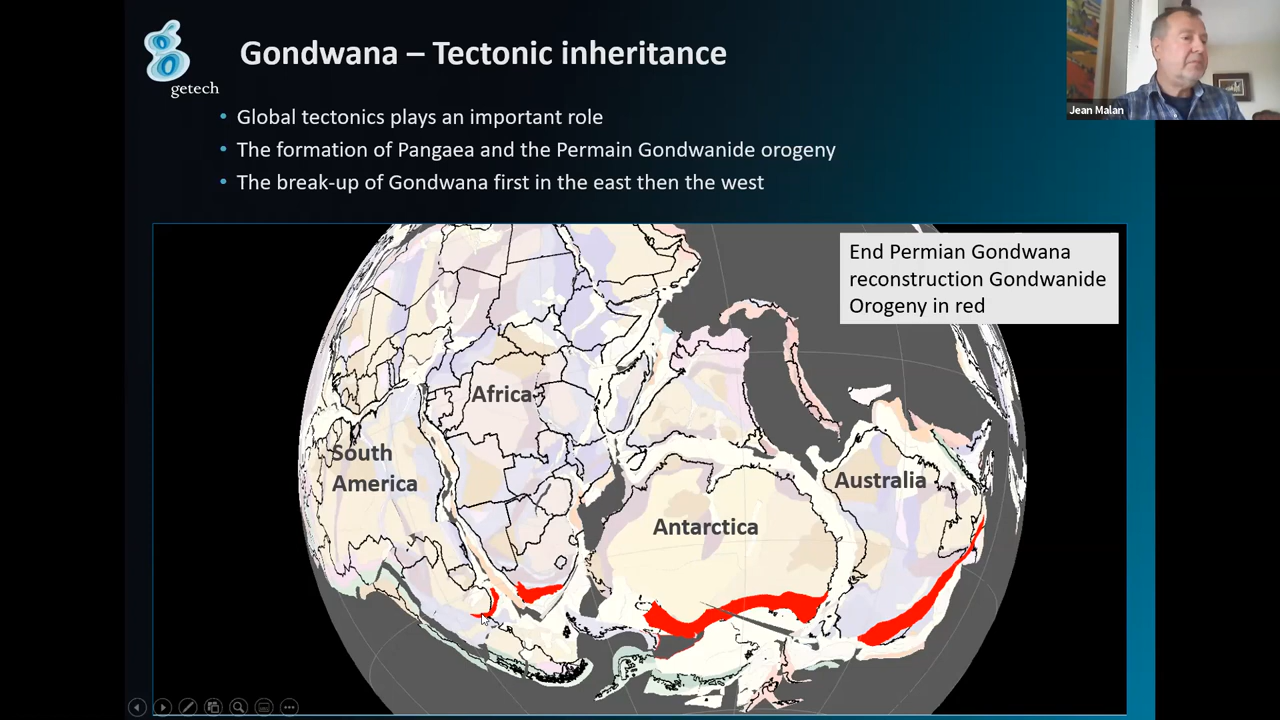 Gondwana – Tectonic inheritance
getech
Jean Malan
• Global tectonics plays an important role
• The formation of Pangaea and the Permain Gondwanide orogeny
• The break-up of Gondwana first in the east then the west
End Permian Gondwana
reconstruction Gondwanide
Orogeny in red
Africa
South
America
Australia
Antarctica